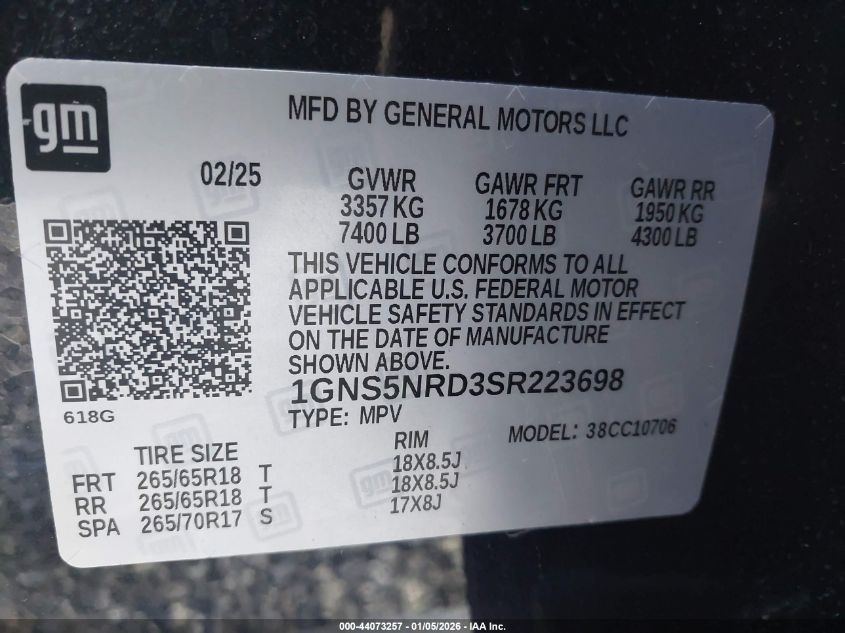 gm
MFD BY GENERAL MOTORS LLC
02/25 GVWR GAWR FRT GAWR RR
3357 KG 1678 KG 1950 KG
7400 LB 3700 LB 4300 LB
THIS VEHICLE CONFORMS TO ALL
APPLICABLE U.S. FEDERAL MOTOR
VEHICLE SAFETY STANDARDS IN EFFECT
ON THE DATE OF MANUFACTURE
SHOWN ABOVE.
1GNS5NRD3SR223698
618G
TYPE: MPV MODEL: 38CC10706
TIRE SIZE RIM
FRT 265/65R18 T 18X8.5J
RR 265/65R18 T 18X8.5J
SPA 265/70R17 S 17X8J
000-44073257 - 01/05/2026 - IAA Inc.